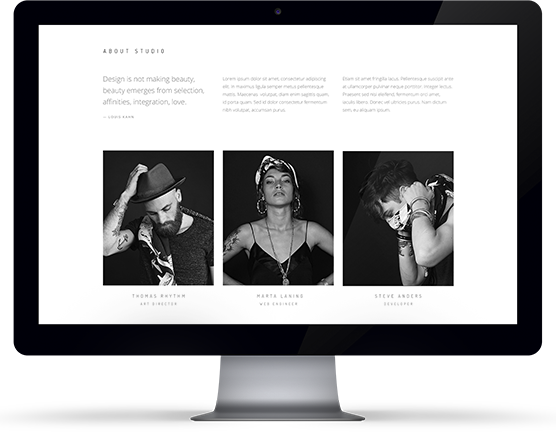 ABOUT STUDIO
Design is not making beauty,
beauty emerges from selection,
affinities, integration, love.
— LOUIS KAHN
Lorem ipsum dolor sit amet, consectetur adipiscing
elit. In sit amet semper metus pellentesque
mattis. Maecenas volutpat, diam enim sagittis quam,
id porta quam. Sed id dolor consectetur fermentum
nibh volutpat, accumsan purus.
Etiam sit amet fringilla lacus. Pellentesque suscipit ante
at ullamcorper pulvinar neque porttitor. Integer lectus.
Praesent sed nisi eleifend, fermentum orci amet,
iaculis libero. Donec vel ultricies purus. Nam dictum
sem, eu aliquam ipsum.
THOMAS RHYTHM
ART DIRECTOR
MARTA LANINO
WEB ENGINEER
STEVE ANDERS
DEVELOPER